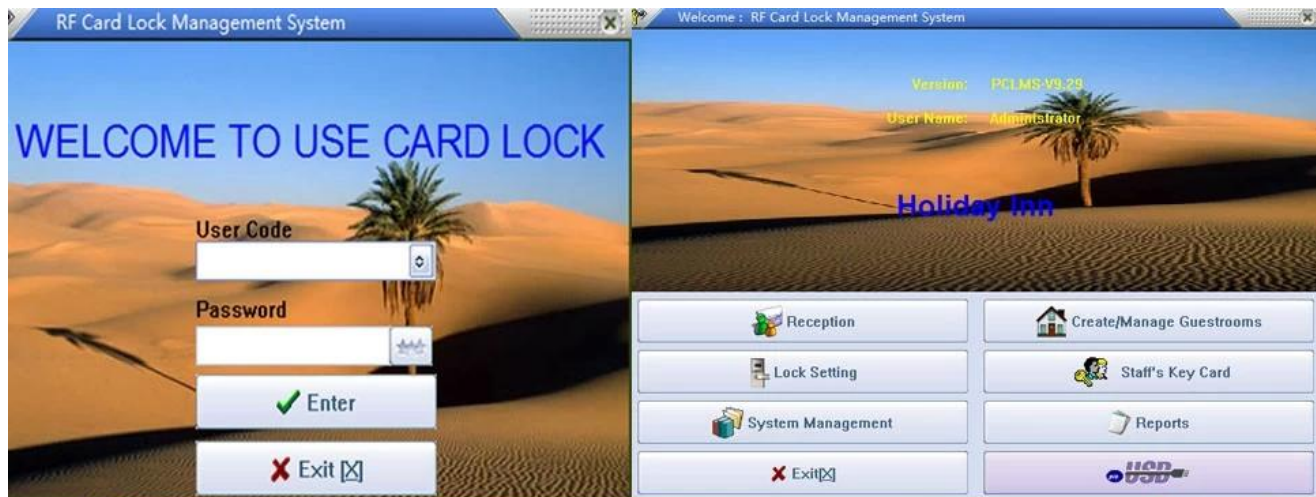 RF Card Lock Management System
WELCOME TO USE CARD LOCK
User Code
Password
Enter
Exit [X]
Welcome : RF Card Lock Management System
Version: PCLMS-V9.29
User Name: Administrator
Holiday Inn
Reception
Create/Manage Guestrooms
Lock Setting
Staff's Key Card
System Management
Reports
Exit[X]
USB